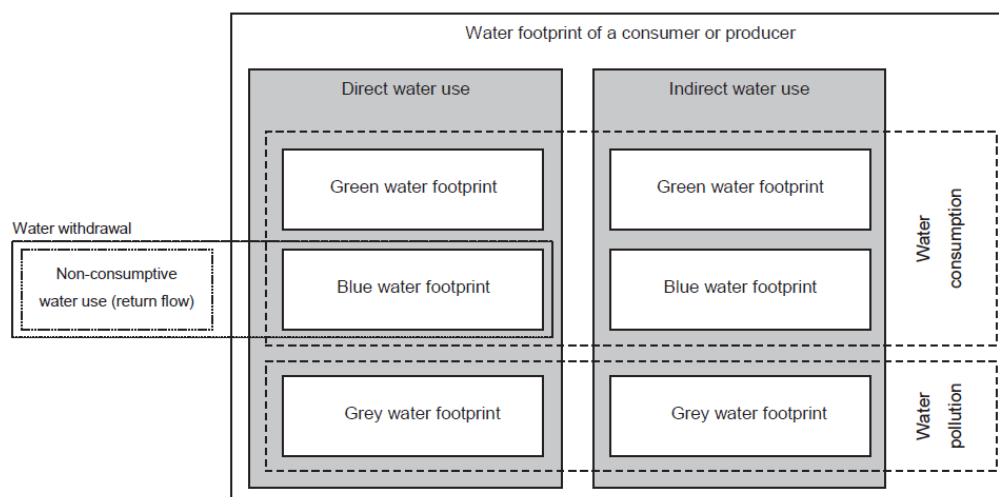 Water footprint of a consumer or producer
Direct water use
Indirect water use
Green water footprint
Green water footprint
Water
consumption
Water withdrawal
Non-consumptive
water use (return flow)
Blue water footprint
Blue water footprint
Grey water footprint
Grey water footprint
Water
pollution